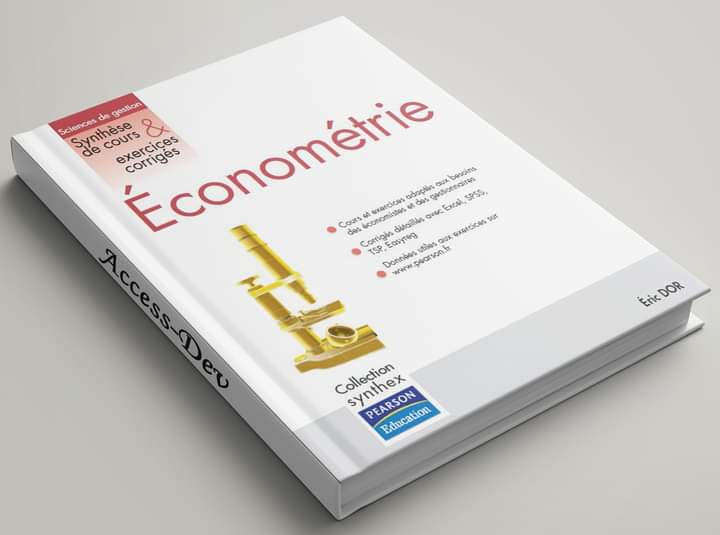 Sciences de gestion
Synthèse
de cours
&
exercices
corrigés
Économétrie
Cours et exercices adaptés aux besoins
des économistes et des gestionnaires
Corrigés détaillés avec Excel, SPSS,
TSP, Easyreg
Données utiles aux exercices sur
www.pearson.fr
Éric DOR
Collection
synthex
PEARSON
Education
Access-Dev